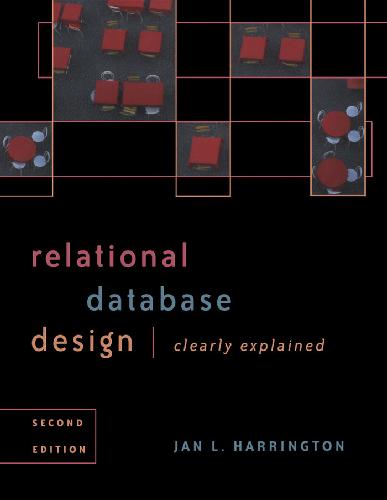 relational
database
design | clearly explained
SECOND
EDITION
JAN L. HARRINGTON